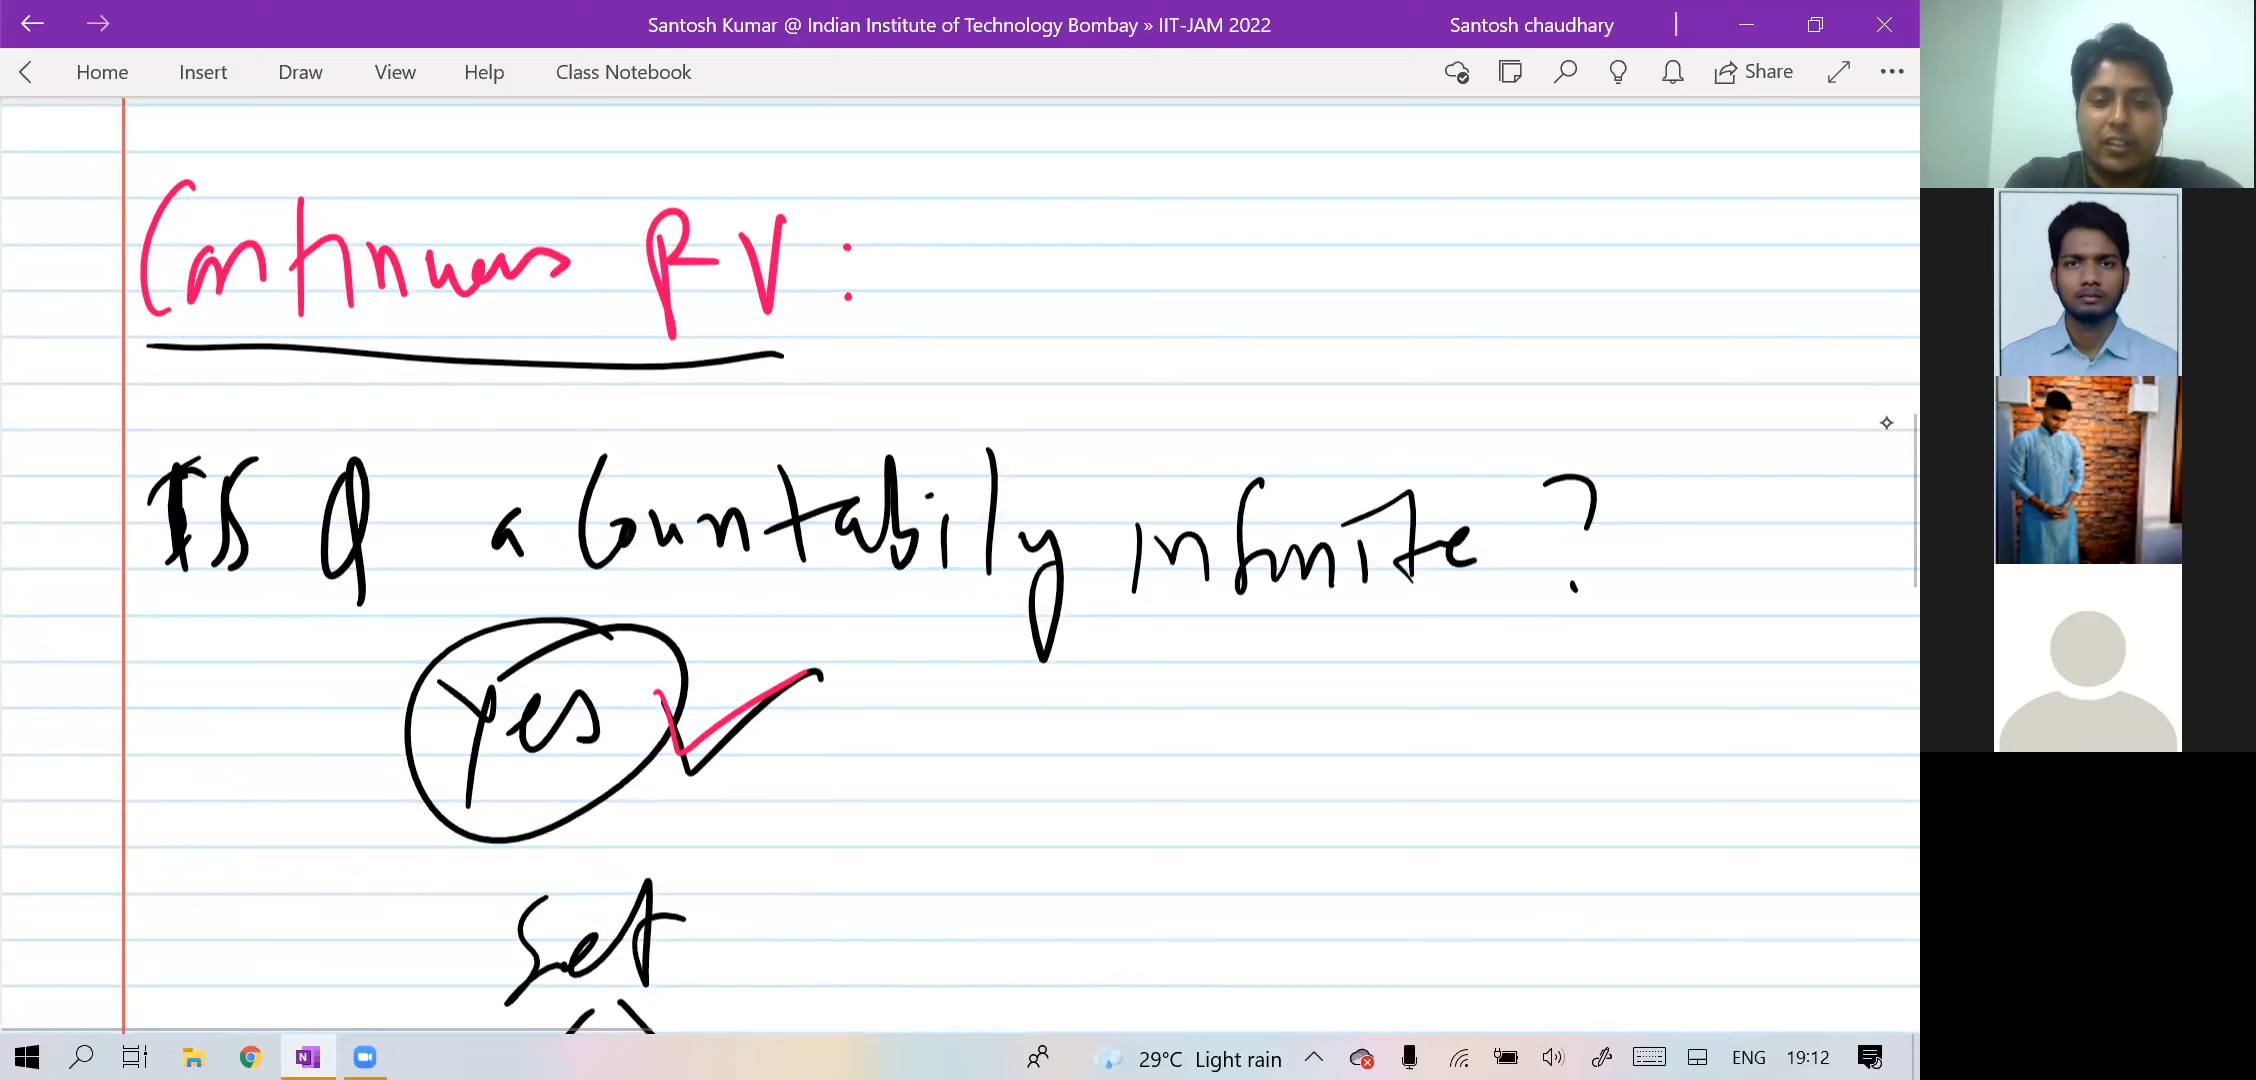 Santosh Kumar @ Indian Institute of Technology Bombay » IIT-JAM 2022 Santosh chaudhary
Home Insert Draw View Help Class Notebook Share
Continuous RV:
Is Q a Countabily infinite ?
Yes
Set
29°C Light rain ENG 19:12